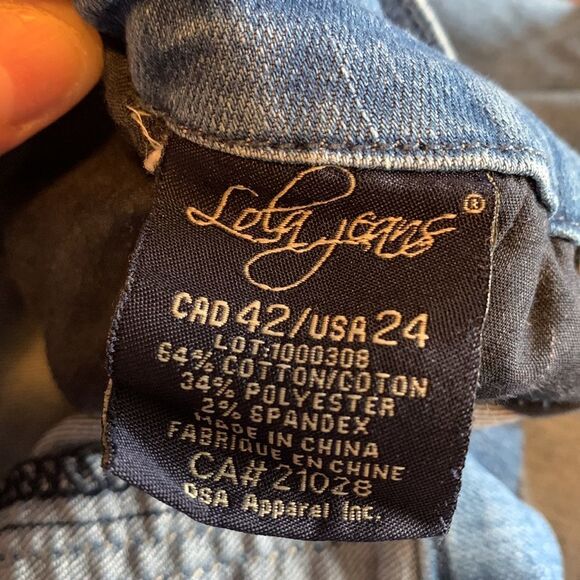 Lola jeans®
CAD 42/USA 24
LOT:1000308
64% COTTON/COTON
34% POLYESTER
2% SPANDEX
MADE IN CHINA
FABRIQUE EN CHINE
CA# 21028
GSA Apparel Inc.